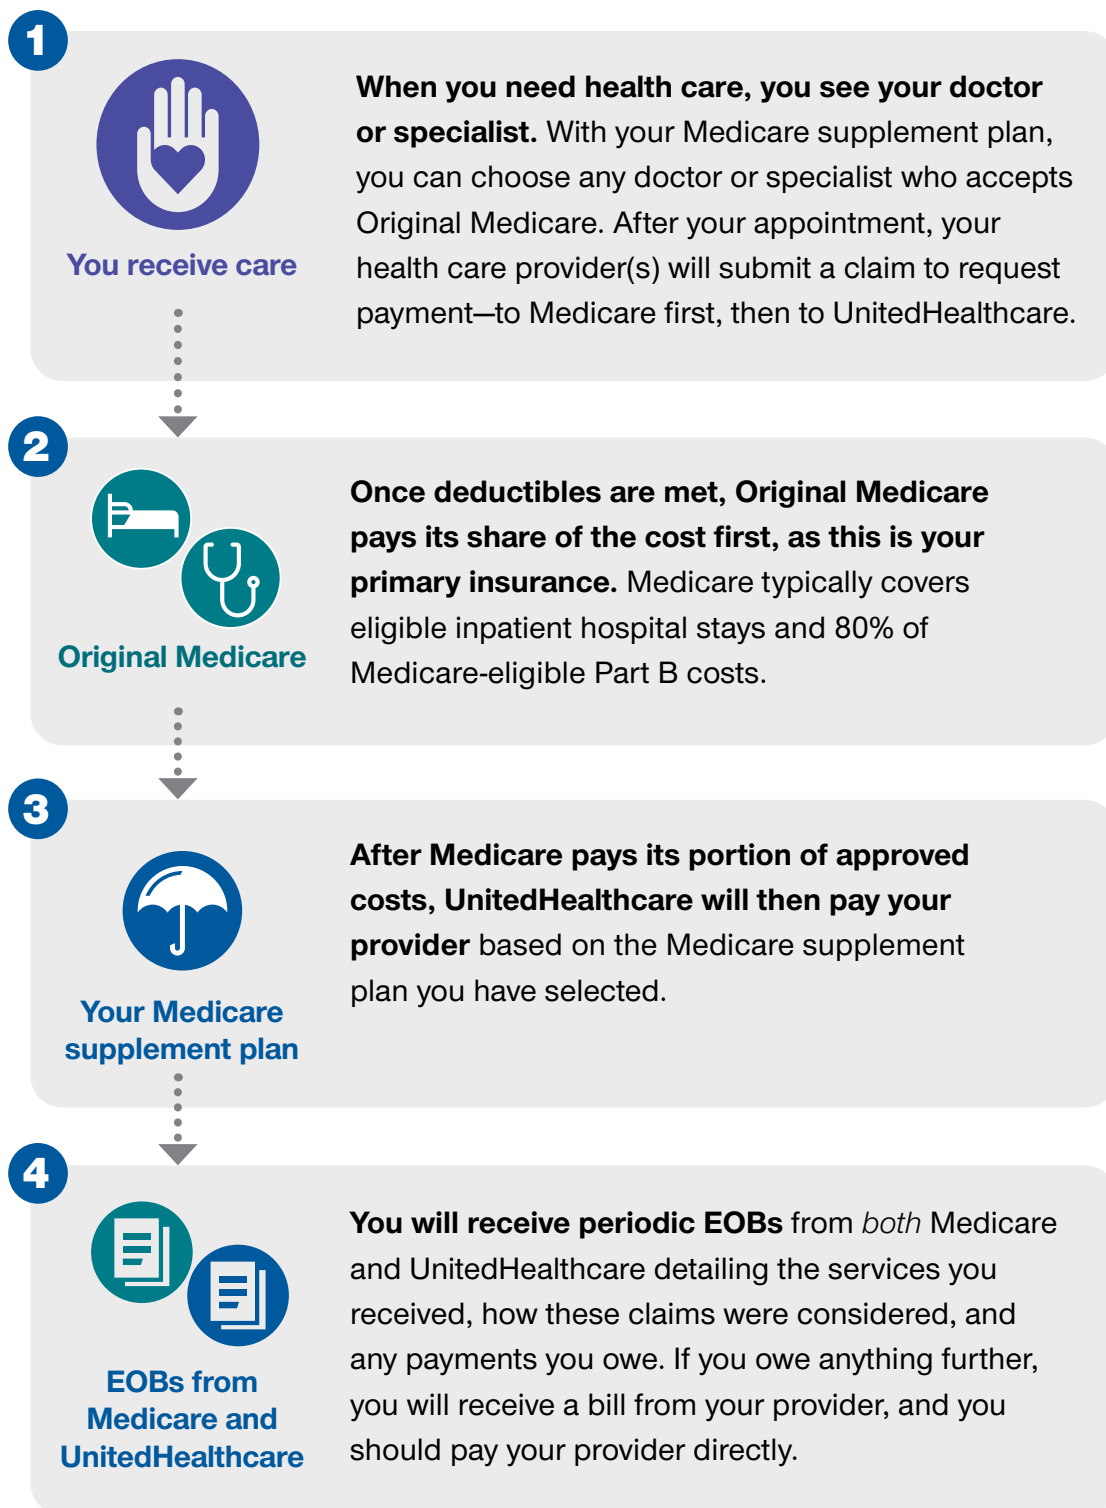 1
When you need health care, you see your doctor
or specialist. With your Medicare supplement plan,
you can choose any doctor or specialist who accepts
Original Medicare. After your appointment, your
health care provider(s) will submit a claim to request
payment—to Medicare first, then to UnitedHealthcare.
You receive care
2
Once deductibles are met, Original Medicare
pays its share of the cost first, as this is your
primary insurance. Medicare typically covers
eligible inpatient hospital stays and 80% of
Medicare-eligible Part B costs.
Original Medicare
3
After Medicare pays its portion of approved
costs, UnitedHealthcare will then pay your
provider based on the Medicare supplement
plan you have selected.
Your Medicare
supplement plan
4
You will receive periodic EOBs from both Medicare
and UnitedHealthcare detailing the services you
received, how these claims were considered, and
any payments you owe. If you owe anything further,
you will receive a bill from your provider, and you
should pay your provider directly.
EOBs from
Medicare and
UnitedHealthcare